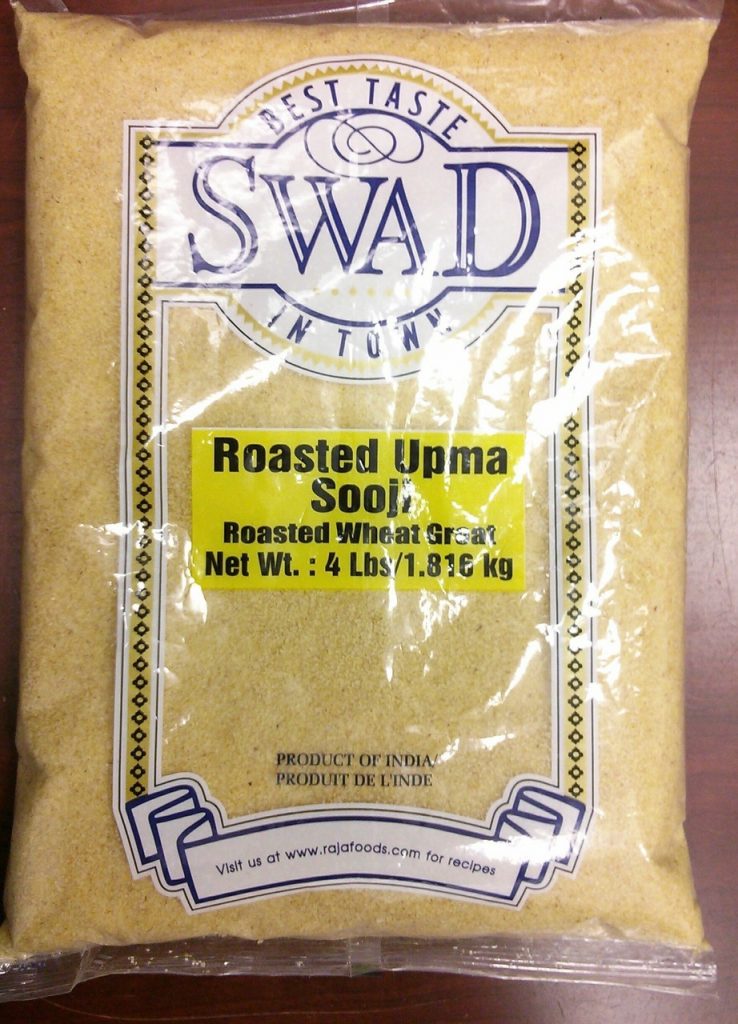 BEST TASTE
SWAD
IN TOWN
Roasted Upma
Sooji
Roasted Wheat Groat
Net Wt. : 4 Lbs/1.816 kg
PRODUCT OF INDIA/
PRODUIT DE L'INDE
Visit us at www.rajafoods.com for recipes